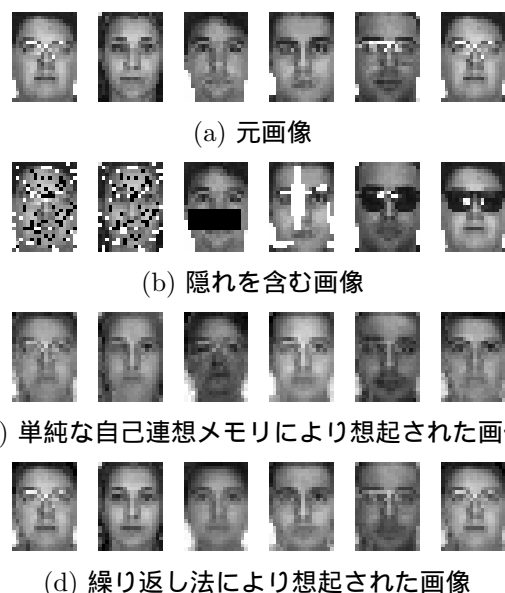 (a) 元画像
(b) 隠れを含む画像
) 単純な自己連想メモリにより想起された画
(d) 繰り返し法により想起された画像